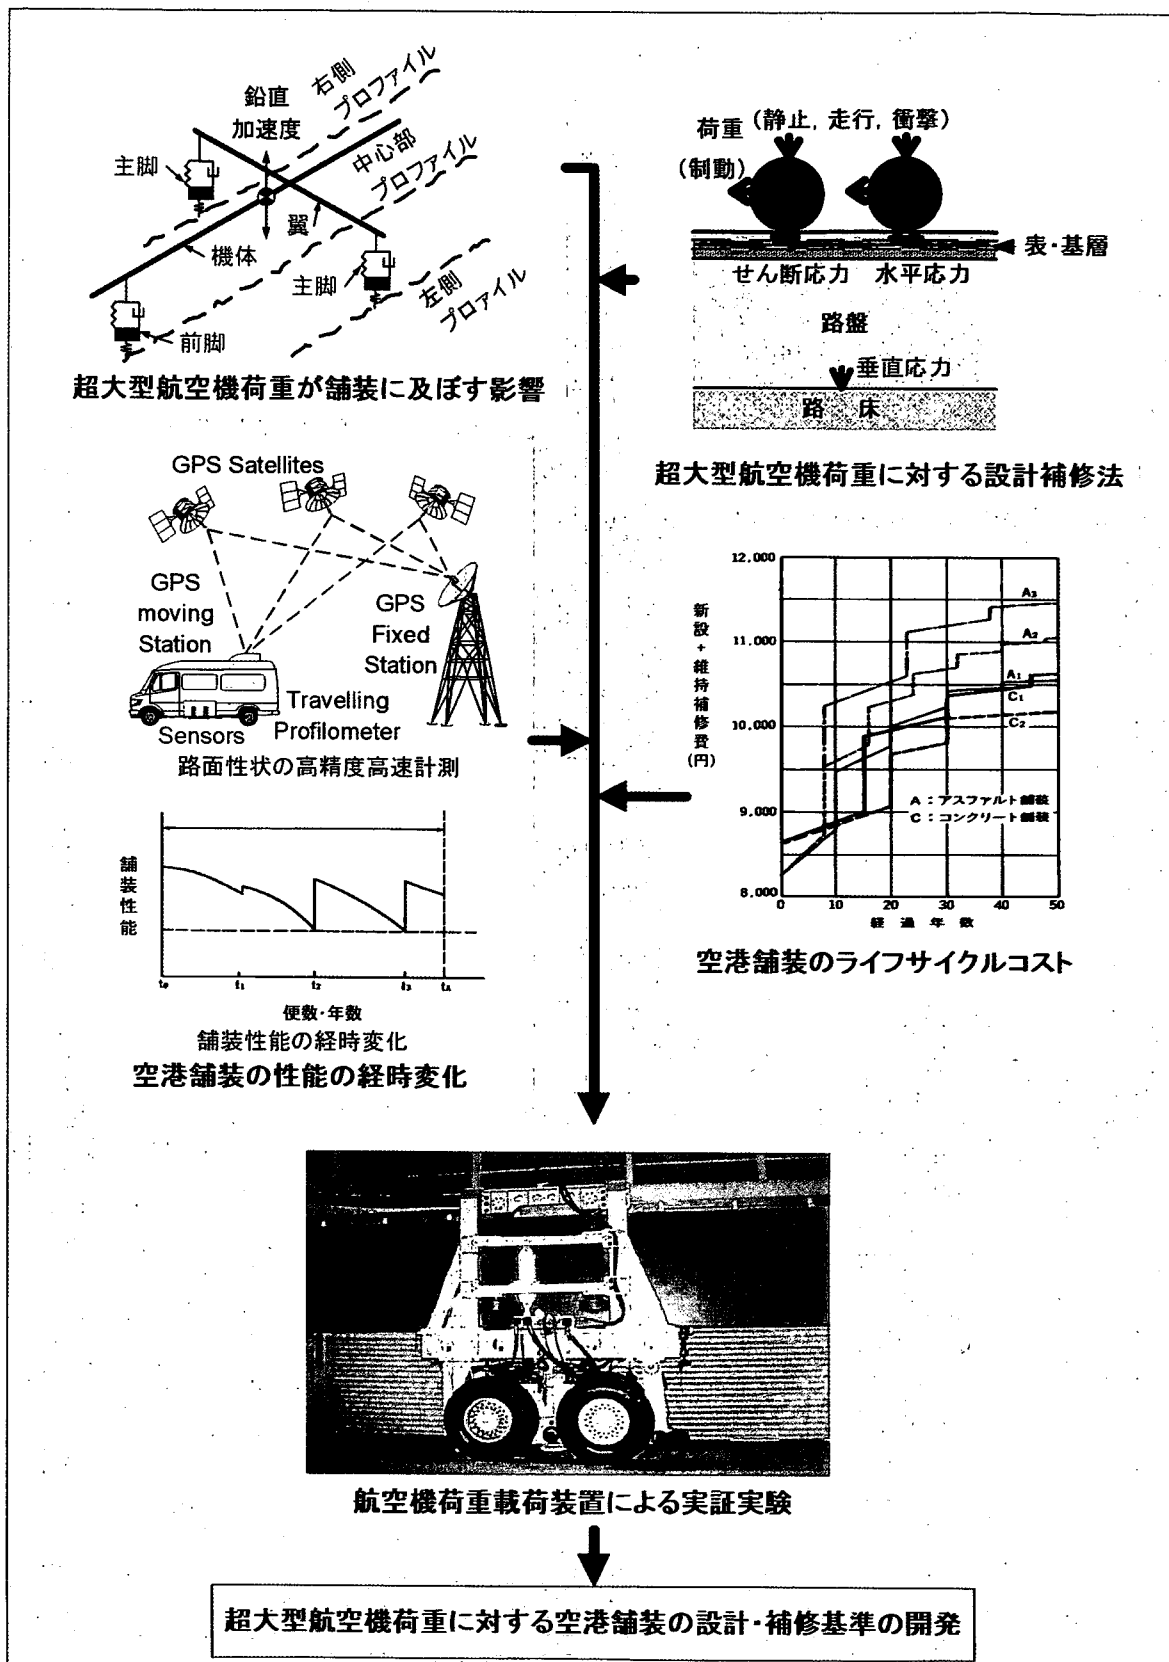 鉛直
加速度
右側
プロファイル
中心部
プロファイル
主脚
翼
機体
主脚
左側
プロファイル
前脚
超大型航空機荷重が舗装に及ぼす影響
荷重 (静止, 走行, 衝撃)
(制動)
表・基層
せん断応力 水平応力
路盤
垂直応力
路 床
超大型航空機荷重に対する設計補修法
GPS Satellites
GPS
moving
Station
GPS
Fixed
Station
Travelling
Profilometer
Sensors
路面性状の高精度高速計測
舗装性能
t₀ t₁ t₂ t₃ tₐ
便数・年数
舗装性能の経時変化
空港舗装の性能の経時変化
新設+維持補修費
(円)
12.000
11.000
10.000
9.000
8.000
A₃
A₂
A₁
C₁
C₂
A : アスファルト舗装
C : コンクリート舗装
0 10 20 30 40 50
経 過 年 数
空港舗装のライフサイクルコスト
航空機荷重載荷装置による実証実験
超大型航空機荷重に対する空港舗装の設計・補修基準の開発